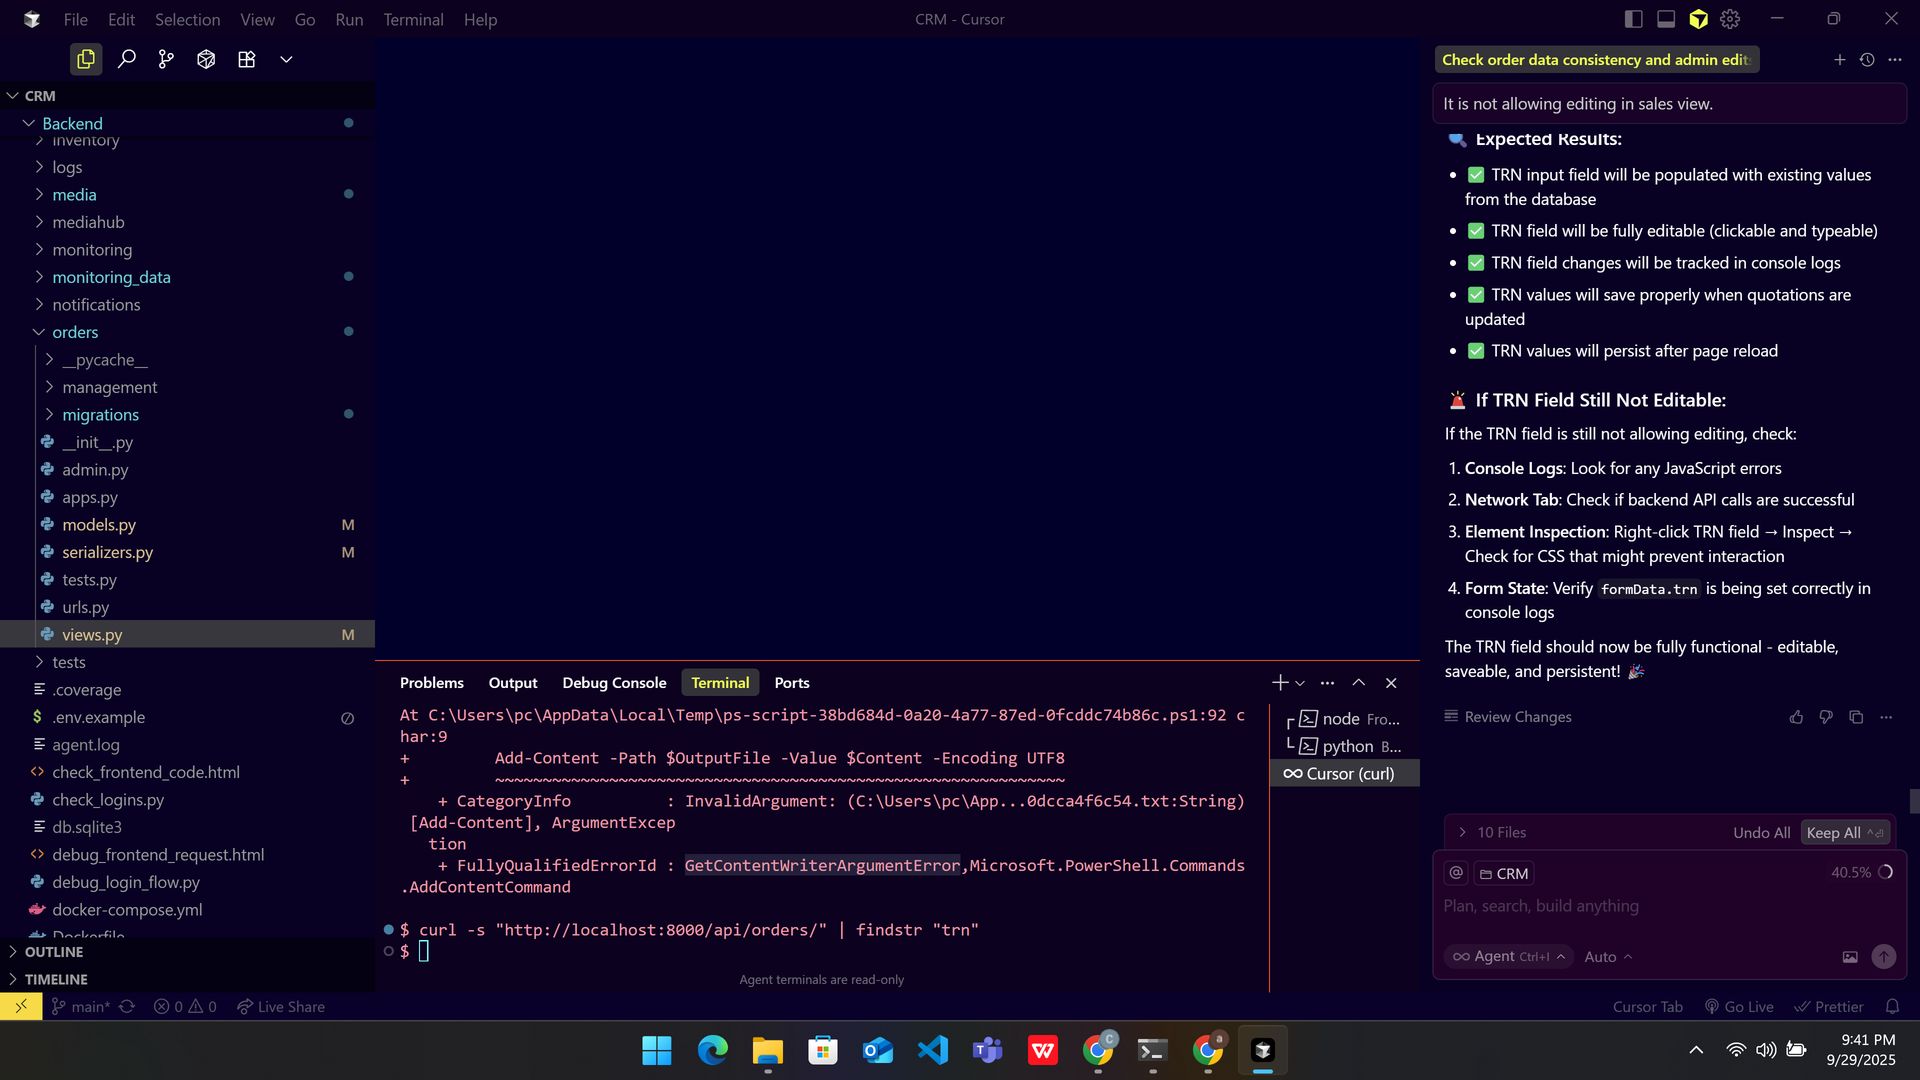 File Edit Selection View Go Run Terminal Help
CRM - Cursor
CRM
Backend
inventory
logs
media
mediahub
monitoring
monitoring_data
notifications
orders
__pycache__
management
migrations
__init__.py
admin.py
apps.py
models.py M
serializers.py M
tests.py
urls.py
views.py M
tests
.coverage
.env.example
agent.log
check_frontend_code.html
check_logins.py
db.sqlite3
debug_frontend_request.html
debug_login_flow.py
docker-compose.yml
Dockerfile
OUTLINE
TIMELINE
Problems Output Debug Console Terminal Ports
At C:\Users\pc\AppData\Local\Temp\ps-script-38bd684d-0a20-4a77-87ed-0fcddc74b86c.ps1:92 c
har:9
+         Add-Content -Path $OutputFile -Value $Content -Encoding UTF8
+         ~~~~~~~~~~~~~~~~~~~~~~~~~~~~~~~~~~~~~~~~~~~~~~~~~~~~~~~~~~~~
    + CategoryInfo          : InvalidArgument: (C:\Users\pc\App...0dcca4f6c54.txt:String)
 [Add-Content], ArgumentExcep
   tion
    + FullyQualifiedErrorId : GetContentWriterArgumentError,Microsoft.PowerShell.Commands
.AddContentCommand
$ curl -s "http://localhost:8000/api/orders/" | findstr "trn"
$
Agent terminals are read-only
node Fro...
python B...
Cursor (curl)
Check order data consistency and admin edit
It is not allowing editing in sales view.
🔍 Expected Results:
• ✅ TRN input field will be populated with existing values
from the database
• ✅ TRN field will be fully editable (clickable and typeable)
• ✅ TRN field changes will be tracked in console logs
• ✅ TRN values will save properly when quotations are
updated
• ✅ TRN values will persist after page reload
🚨 If TRN Field Still Not Editable:
If the TRN field is still not allowing editing, check:
1. Console Logs: Look for any JavaScript errors
2. Network Tab: Check if backend API calls are successful
3. Element Inspection: Right-click TRN field → Inspect →
Check for CSS that might prevent interaction
4. Form State: Verify formData.trn is being set correctly in
console logs
The TRN field should now be fully functional - editable,
saveable, and persistent! 🎉
Review Changes
10 Files Undo All Keep All
@ CRM 40.5%
Plan, search, build anything
Agent Ctrl+I Auto
main* 0 0 Live Share
Cursor Tab Go Live Prettier
9:41 PM
9/29/2025